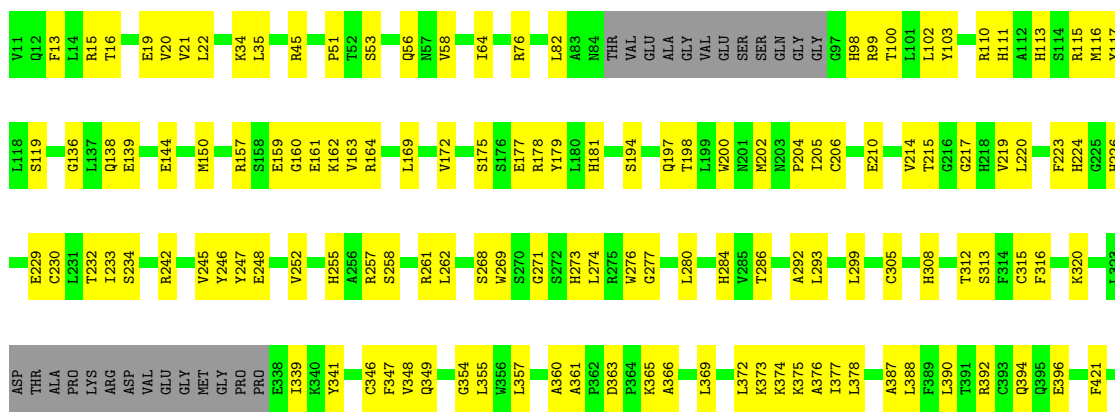 V11 Q12 F13 L14 R15 T16 E19 V20 V21 L22 K34 L35 R45 P51 T52 S53 Q56 N57 V58 I64 R76 L82 A83 N84 THR VAL GLU ALA GLY VAL GLU SER SER GLN GLY GLY G97 H98 R99 T100 L101 L102 Y103 R110 H111 A112 H113 S114 R115 M116 Y117
L118 S119 G136 L137 Q138 E139 E144 M150 R157 S158 E159 G160 E161 K162 V163 R164 L169 V172 S175 S176 E177 R178 Y179 L180 H181 S194 Q197 T198 L199 W200 N201 M202 N203 P204 I205 C206 E210 V214 T215 G216 G217 H218 V219 L220 F223 H224 G225 H226
E229 C230 L231 T232 I233 S234 R242 V245 Y246 Y247 E248 V252 H255 A256 R257 S258 R261 L262 S268 W269 S270 G271 S272 H273 L274 R275 W276 G277 L280 H284 V285 T286 A292 L293 L299 C305 H308 T312 S313 F314 C315 F316 K320 L323
ASP THR ALA PRO LYS ARG ASP VAL GLU GLY MET GLY PRO PRO E338 I339 K340 Y341 C346 F347 V348 Q349 G354 L355 W356 L357 A360 A361 P362 D363 P364 K365 A366 L369 L372 K373 K374 K375 A376 I377 L378 A387 L388 F389 L390 T391 R392 C393 Q394 Q395 E396 F421